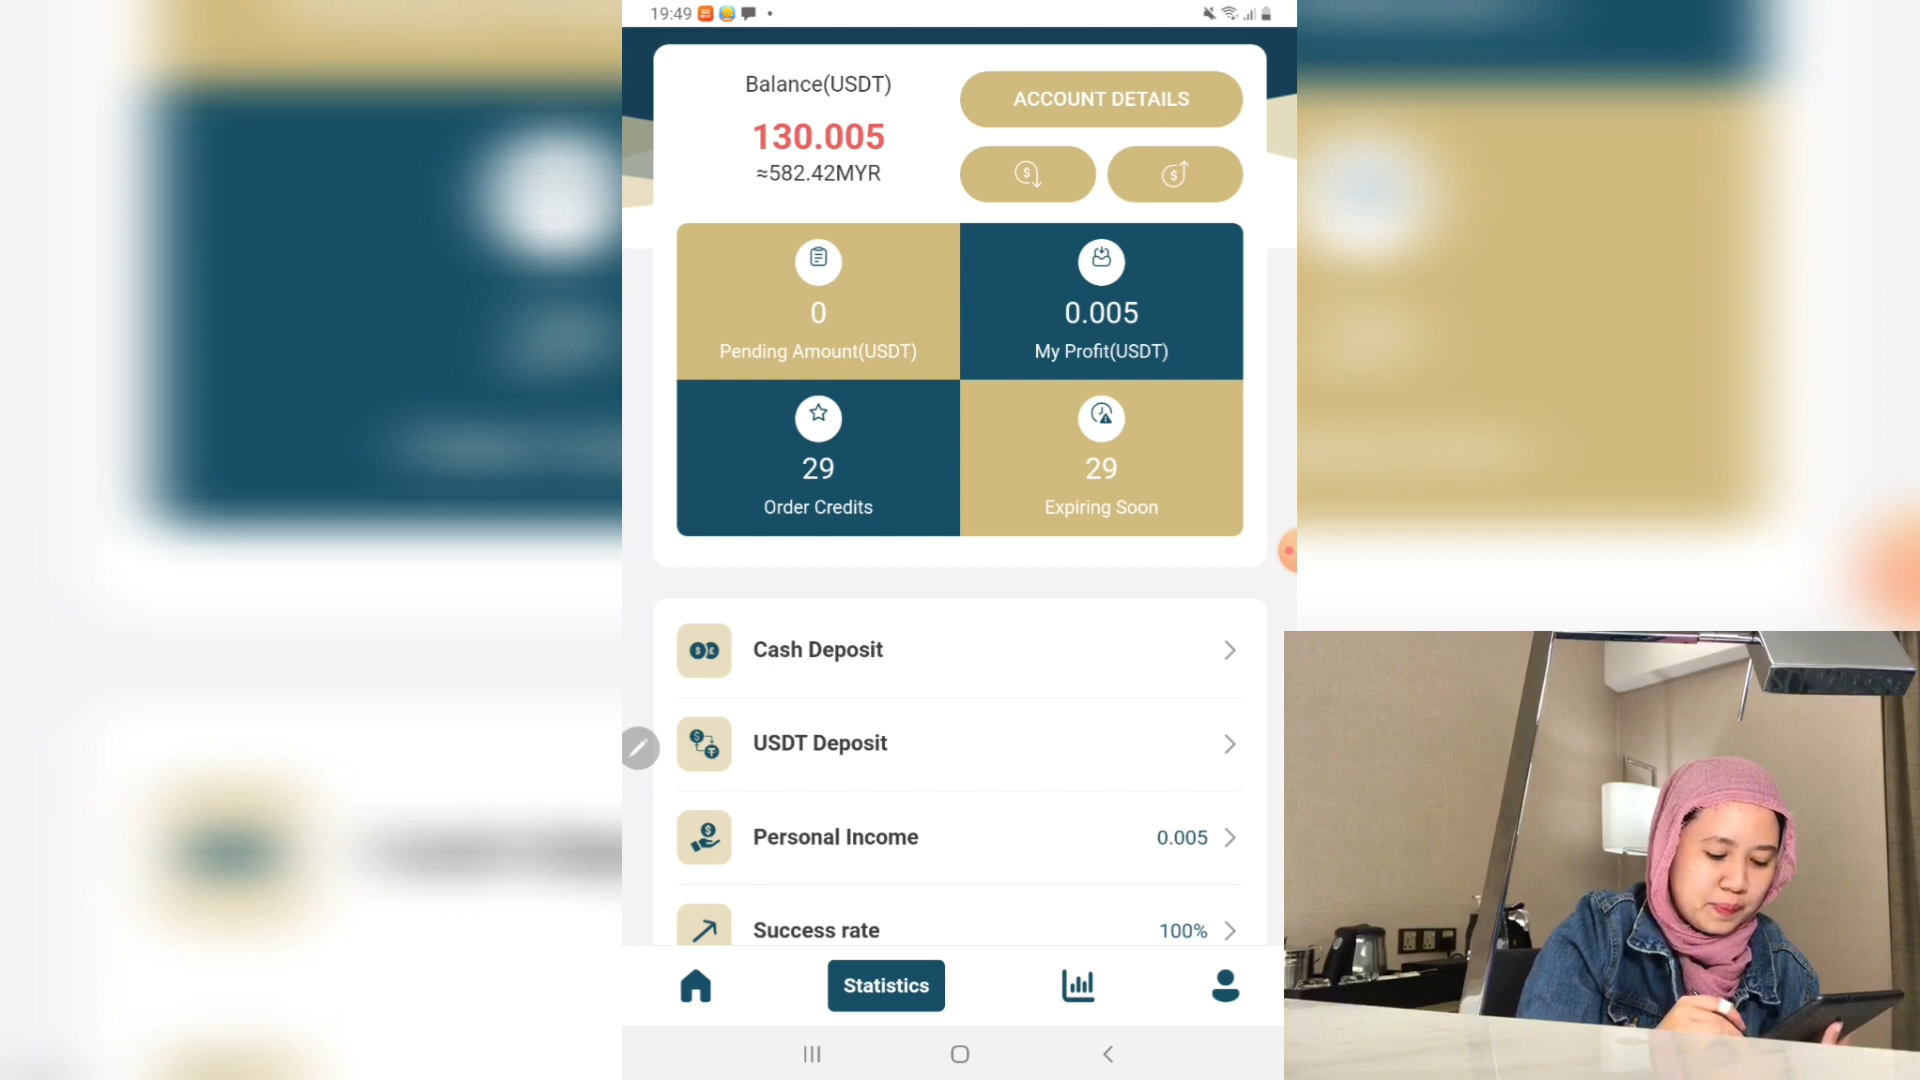 19:49
Balance(USDT)
130.005
≈582.42MYR
ACCOUNT DETAILS
0
Pending Amount(USDT)
0.005
My Profit(USDT)
29
Order Credits
29
Expiring Soon
Cash Deposit
USDT Deposit
Personal Income 0.005
Success rate 100%
Statistics